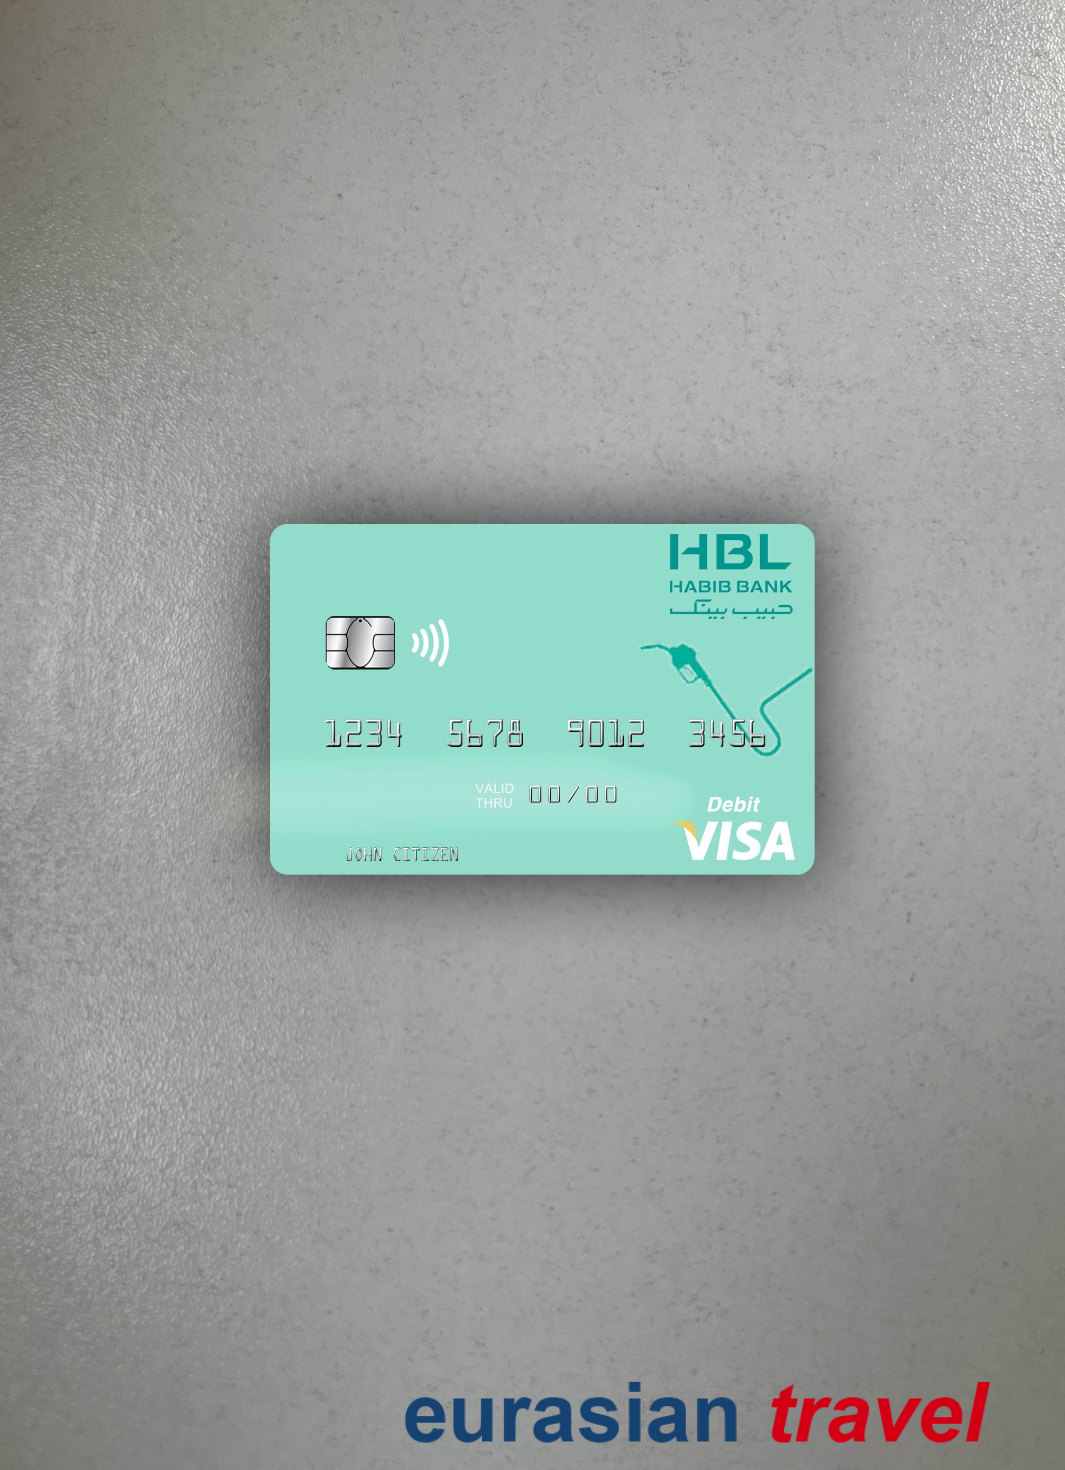 HBL
HABIB BANK
حبیب بینک
1234 5678 9012 3456
VALID
THRU
00/00
Debit
VISA
JOHN CITIZEN
eurasian travel